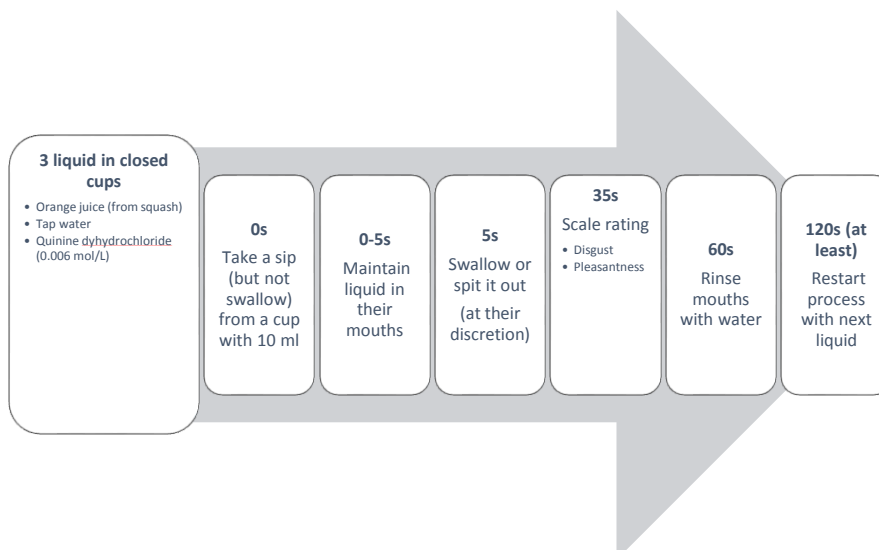 3 liquid in closed
cups
• Orange juice (from squash)
• Tap water
• Quinine dyhydrochloride
(0.006 mol/L)
0s
Take a sip
(but not
swallow)
from a cup
with 10 ml
0-5s
Maintain
liquid in
their
mouths
5s
Swallow or
spit it out
(at their
discretion)
35s
Scale rating
• Disgust
• Pleasantness
60s
Rinse
mouths
with water
120s (at
least)
Restart
process
with next
liquid